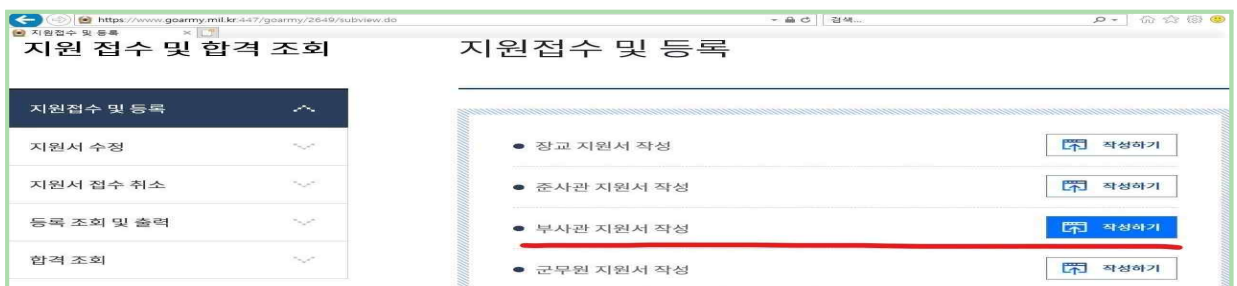 https://www.goarmy.mil.kr:447/goarmy/2649/subview.do
검색...
지원접수 및 등록
지원 접수 및 합격 조회
지원접수 및 등록
지원접수 및 등록
지원서 수정
지원서 접수 취소
등록 조회 및 출력
합격 조회
장교 지원서 작성
작성하기
준사관 지원서 작성
작성하기
부사관 지원서 작성
작성하기
군무원 지원서 작성
작성하기